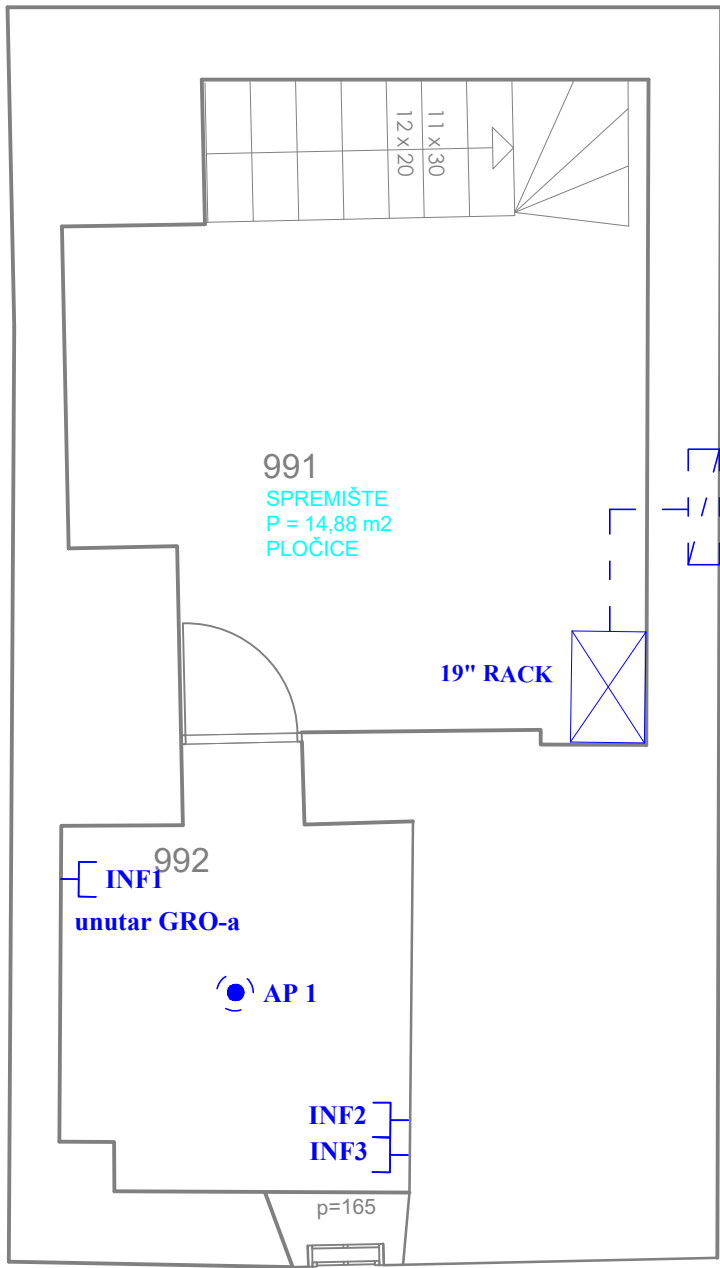 11 x 30
12 x 20
991
SPREMIŠTE
P = 14,88 m2
PLOČICE
19" RACK
992
INF1
unutar GRO-a
AP 1
INF2
INF3
p=165